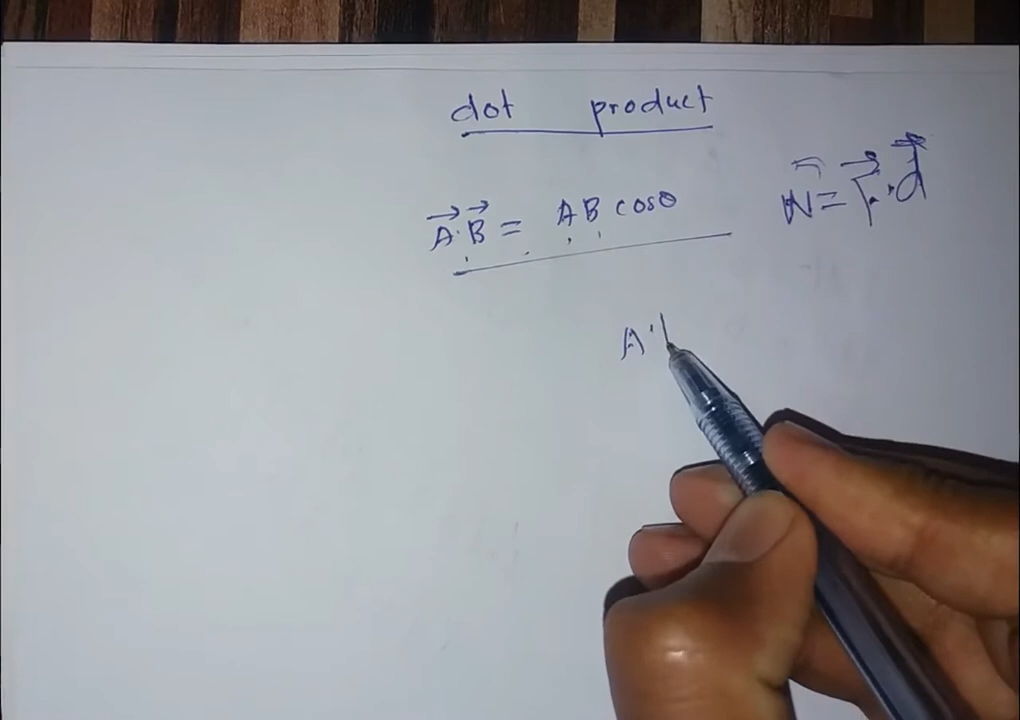 dot product
A⃗·B⃗ = AB cosθ
W = F⃗·d⃗
A·